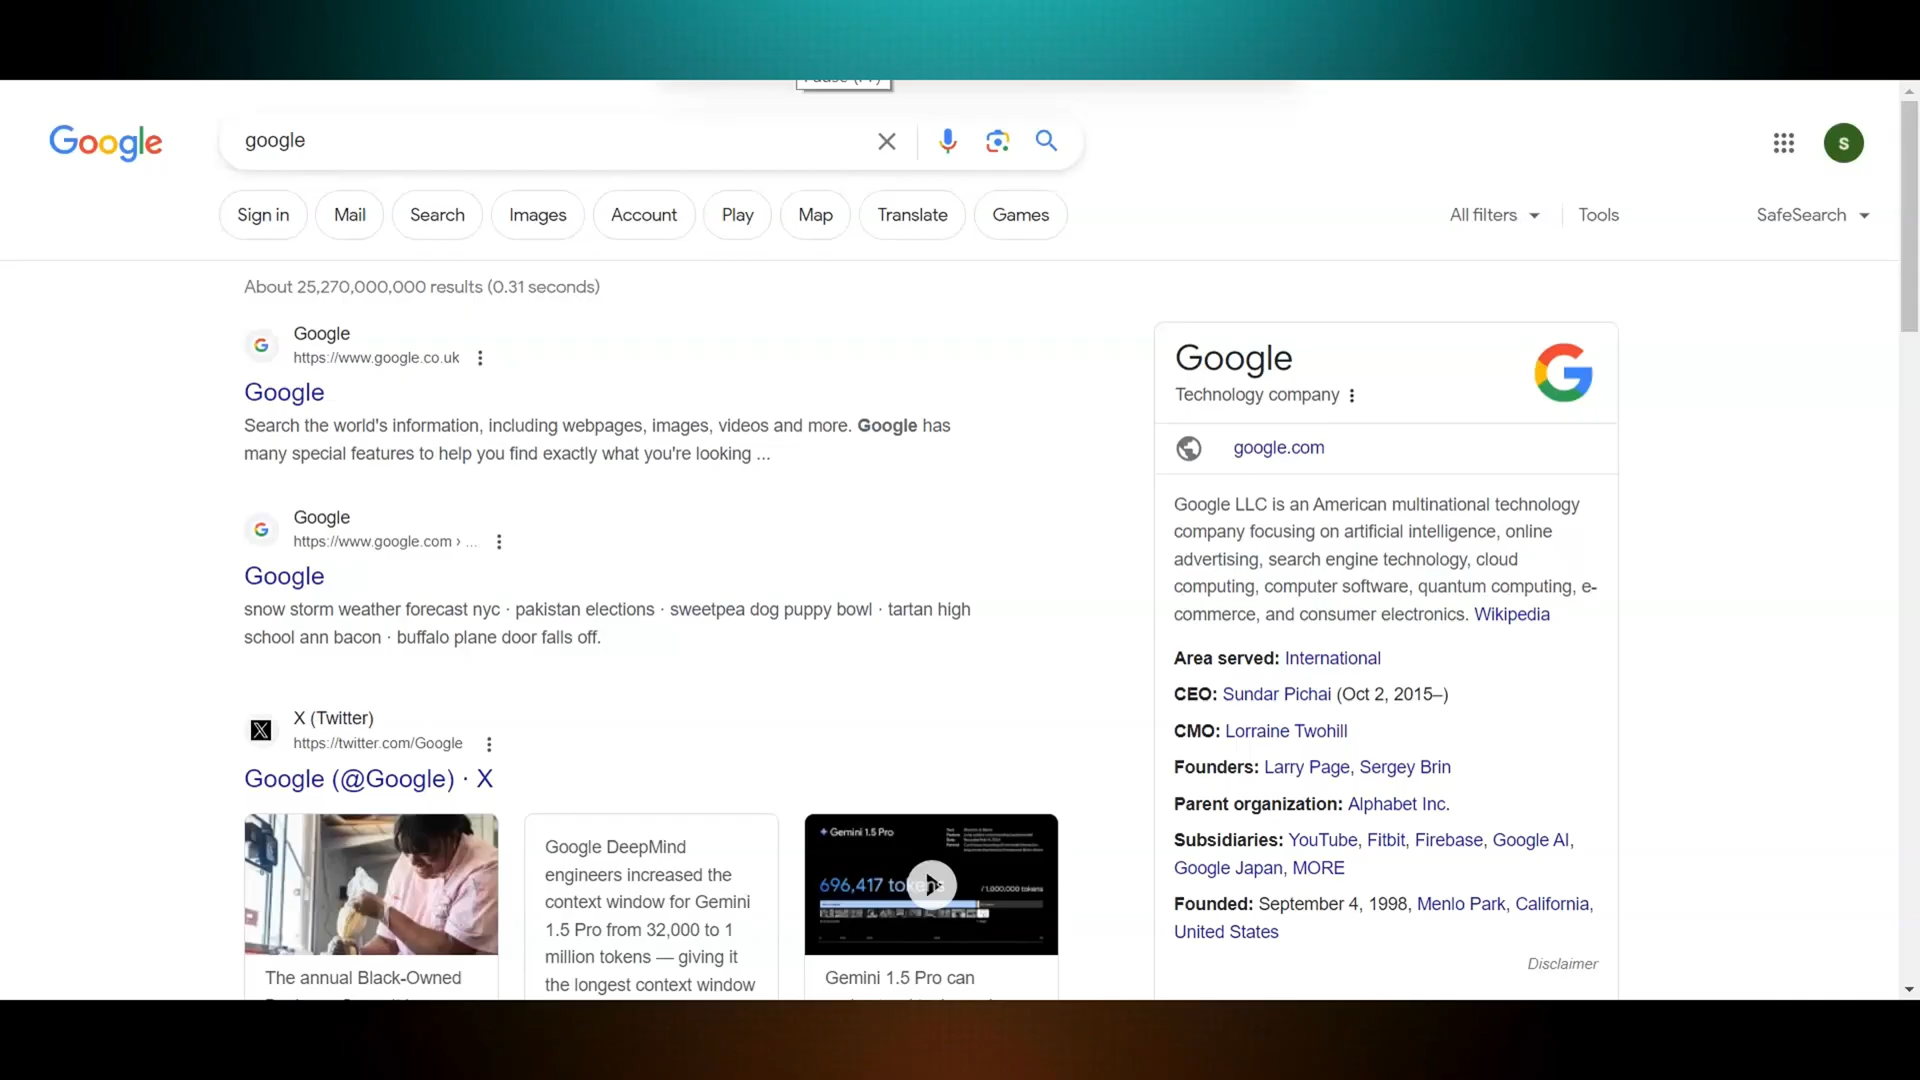 Google
google
Sign in
Mail
Search
Images
Account
Play
Map
Translate
Games
All filters
Tools
SafeSearch
S
About 25,270,000,000 results (0.31 seconds)
Google
https://www.google.co.uk
Google
Search the world's information, including webpages, images, videos and more. Google has
many special features to help you find exactly what you're looking ...
Google
https://www.google.com › ...
Google
snow storm weather forecast nyc · pakistan elections · sweetpea dog puppy bowl · tartan high
school ann bacon · buffalo plane door falls off.
X (Twitter)
https://twitter.com/Google
Google (@Google) · X
The annual Black-Owned
Google DeepMind
engineers increased the
context window for Gemini
1.5 Pro from 32,000 to 1
million tokens — giving it
the longest context window
Gemini 1.5 Pro
696,417 tokens
/ 1,000,000 tokens
Gemini 1.5 Pro can
Google
Technology company
google.com
Google LLC is an American multinational technology
company focusing on artificial intelligence, online
advertising, search engine technology, cloud
computing, computer software, quantum computing, e-
commerce, and consumer electronics. Wikipedia
Area served: International
CEO: Sundar Pichai (Oct 2, 2015–)
CMO: Lorraine Twohill
Founders: Larry Page, Sergey Brin
Parent organization: Alphabet Inc.
Subsidiaries: YouTube, Fitbit, Firebase, Google AI,
Google Japan, MORE
Founded: September 4, 1998, Menlo Park, California,
United States
Disclaimer